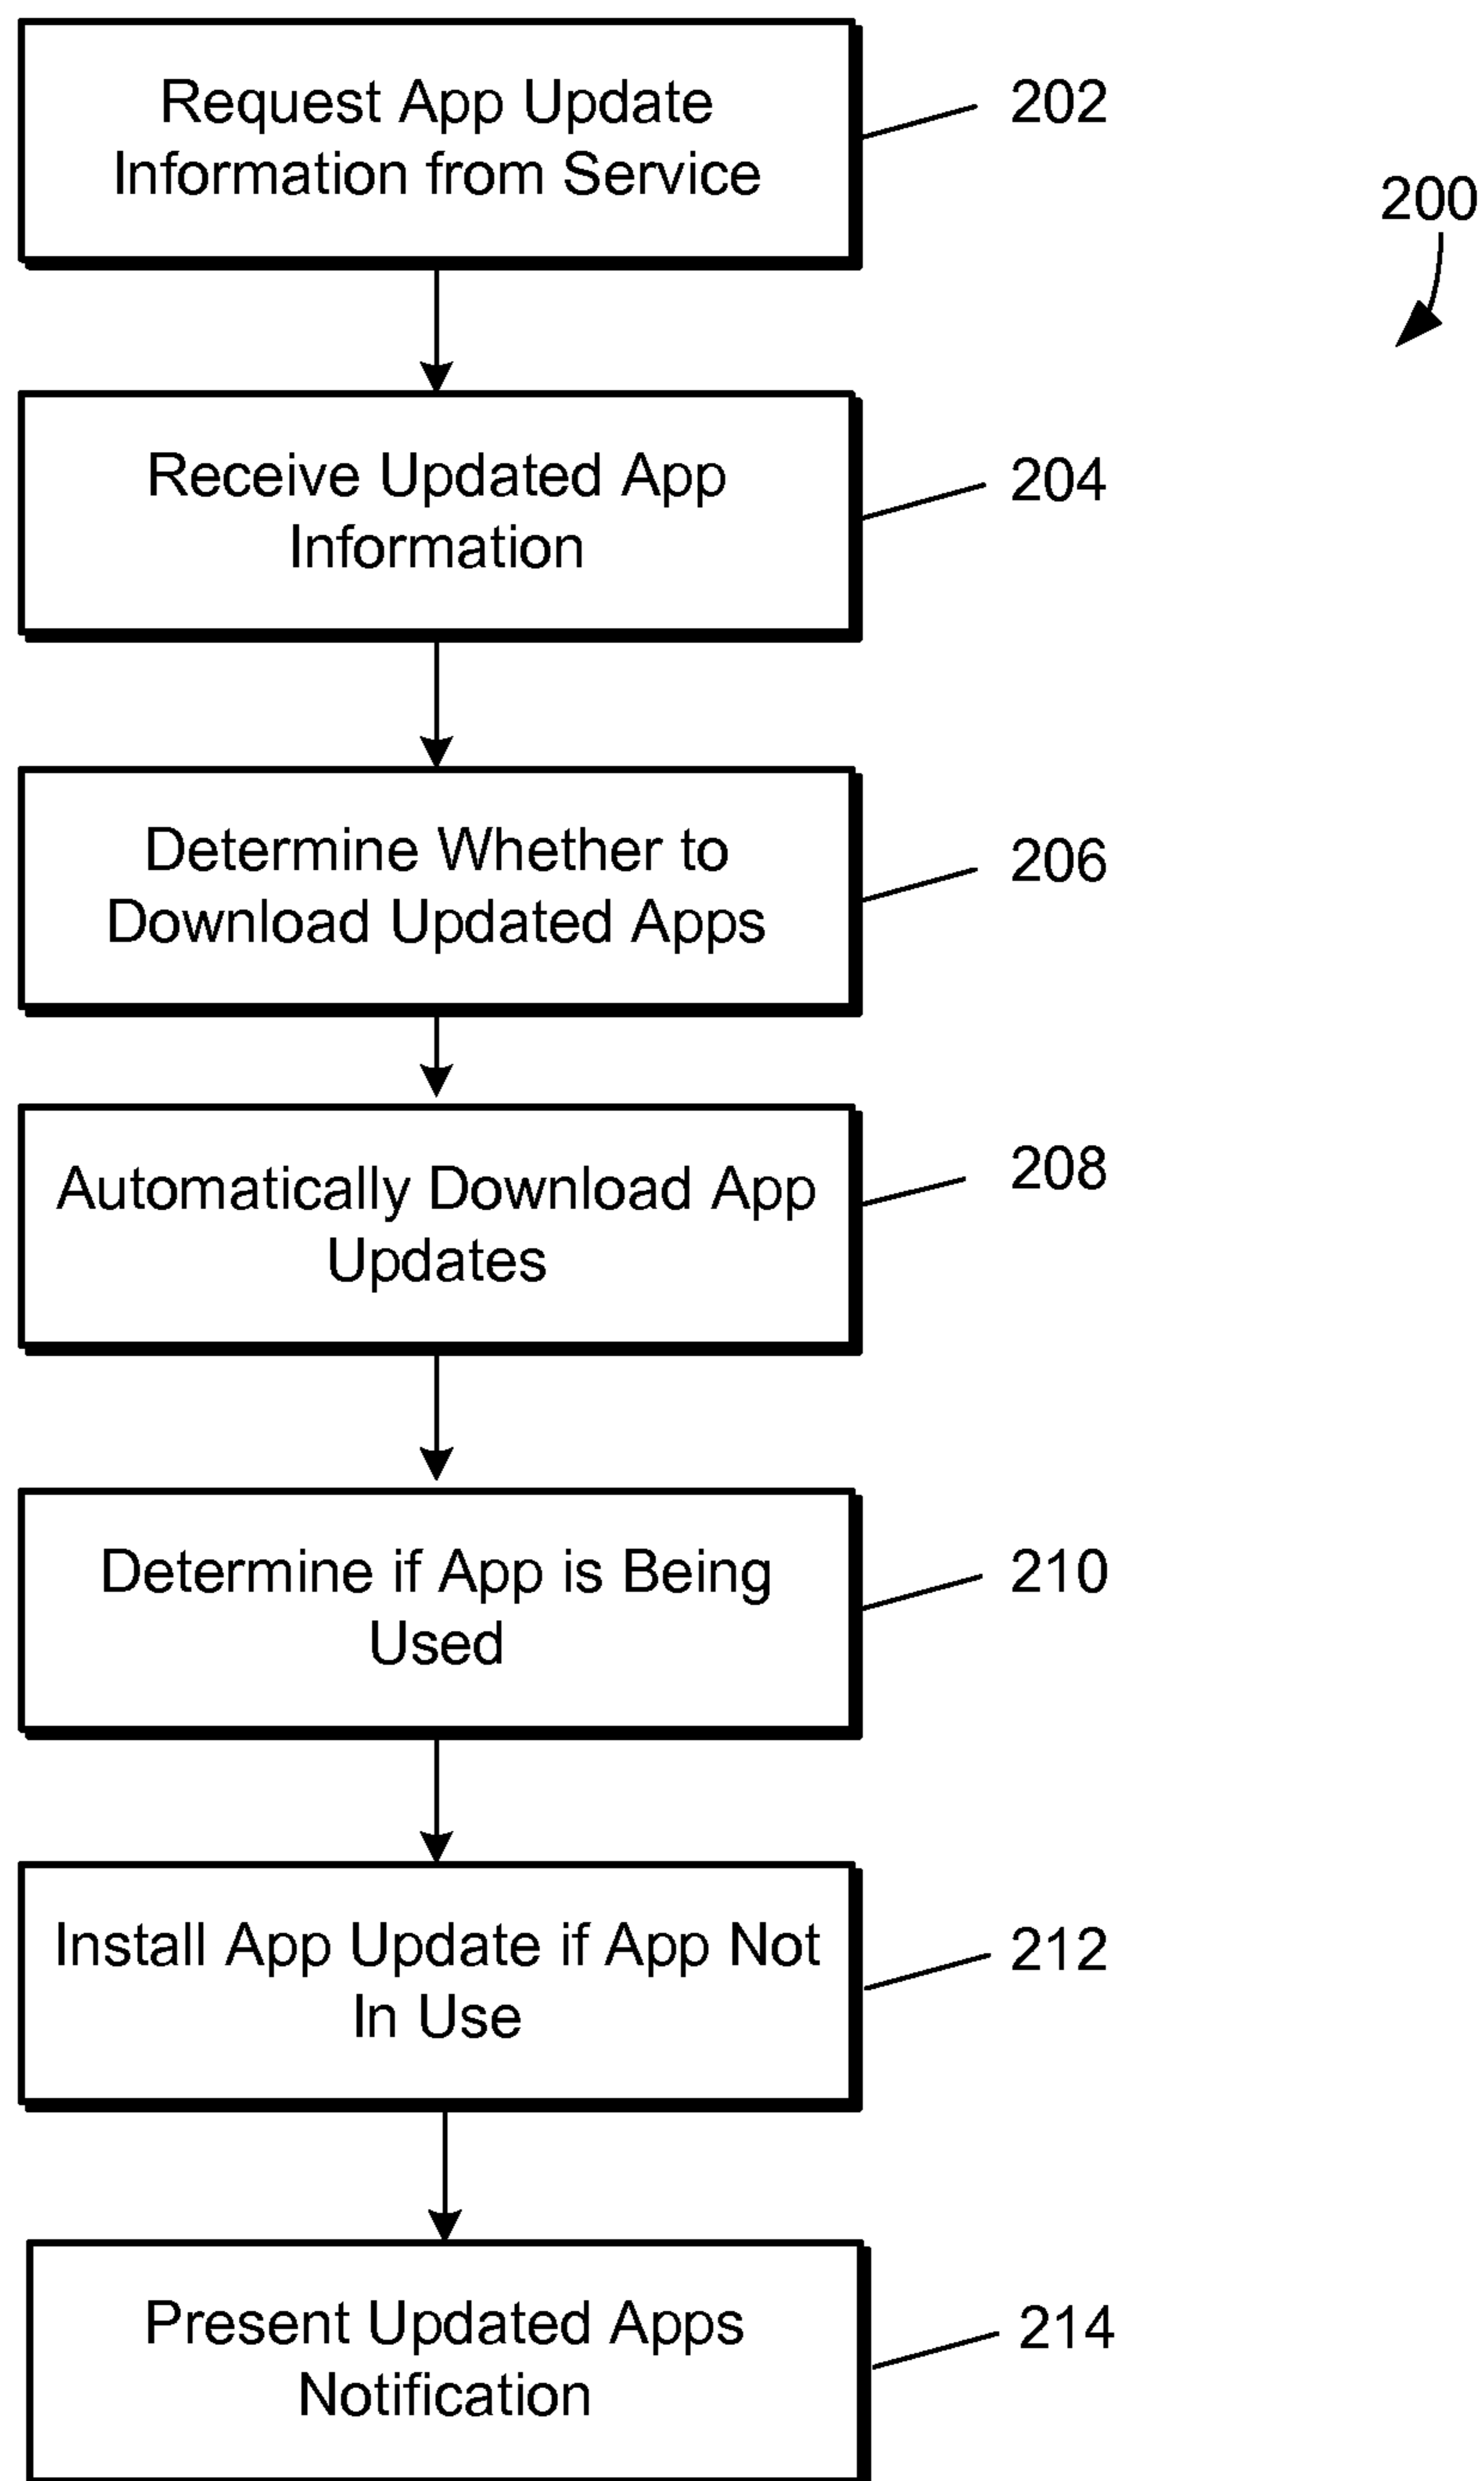 Request App Update
Information from Service
202
200
Receive Updated App
Information
204
Determine Whether to
Download Updated Apps
206
Automatically Download App
Updates
208
Determine if App is Being
Used
210
Install App Update if App Not
In Use
212
Present Updated Apps
Notification
214